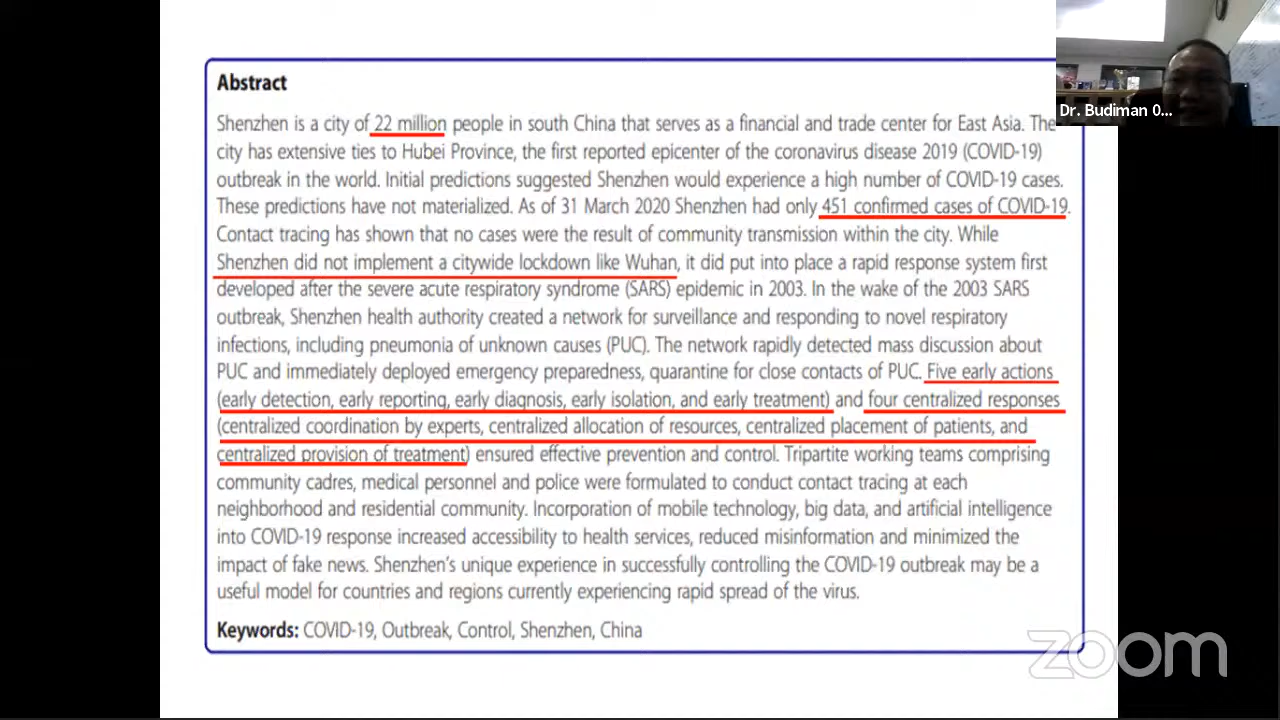 Abstract
Shenzhen is a city of 22 million people in south China that serves as a financial and trade center for East Asia. The
city has extensive ties to Hubei Province, the first reported epicenter of the coronavirus disease 2019 (COVID-19)
outbreak in the world. Initial predictions suggested Shenzhen would experience a high number of COVID-19 cases.
These predictions have not materialized. As of 31 March 2020 Shenzhen had only 451 confirmed cases of COVID-19.
Contact tracing has shown that no cases were the result of community transmission within the city. While
Shenzhen did not implement a citywide lockdown like Wuhan, it did put into place a rapid response system first
developed after the severe acute respiratory syndrome (SARS) epidemic in 2003. In the wake of the 2003 SARS
outbreak, Shenzhen health authority created a network for surveillance and responding to novel respiratory
infections, including pneumonia of unknown causes (PUC). The network rapidly detected mass discussion about
PUC and immediately deployed emergency preparedness, quarantine for close contacts of PUC. Five early actions
(early detection, early reporting, early diagnosis, early isolation, and early treatment) and four centralized responses
(centralized coordination by experts, centralized allocation of resources, centralized placement of patients, and
centralized provision of treatment) ensured effective prevention and control. Tripartite working teams comprising
community cadres, medical personnel and police were formulated to conduct contact tracing at each
neighborhood and residential community. Incorporation of mobile technology, big data, and artificial intelligence
into COVID-19 response increased accessibility to health services, reduced misinformation and minimized the
impact of fake news. Shenzhen's unique experience in successfully controlling the COVID-19 outbreak may be a
useful model for countries and regions currently experiencing rapid spread of the virus.
Keywords: COVID-19, Outbreak, Control, Shenzhen, China
Dr. Budiman 0...
zoom